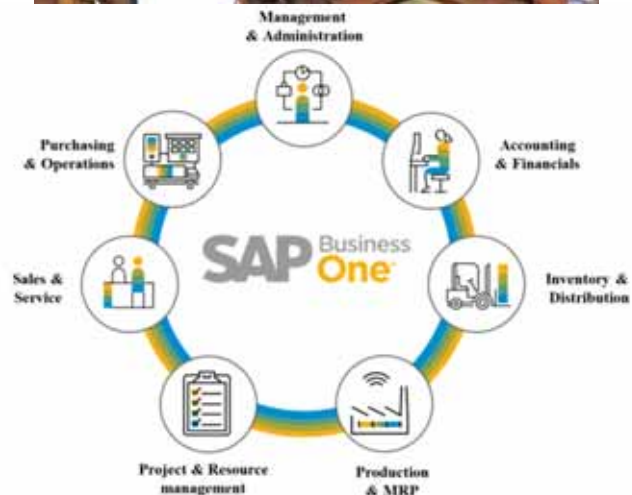 Management
& Administration
Purchasing
& Operations
Accounting
& Financials
SAP Business
One
Sales &
Service
Inventory &
Distribution
Project & Resource
management
Production
& MRP